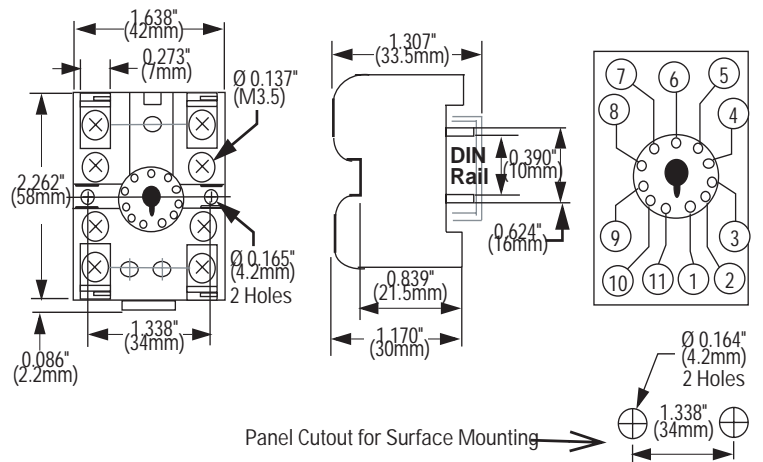 1.638"
(42mm)
0.273"
(7mm)
Ø 0.137"
(M3.5)
2.262"
(58mm)
Ø 0.165"
(4.2mm)
2 Holes
1.338"
(34mm)
0.086"
(2.2mm)
1.307"
(33.5mm)
DIN
Rail
0.390"
(10mm)
0.624"
(16mm)
0.839"
(21.5mm)
1.170"
(30mm)
7
6
5
8
4
9
3
10
11
1
2
Ø 0.164"
(4.2mm)
2 Holes
1.338"
(34mm)
Panel Cutout for Surface Mounting